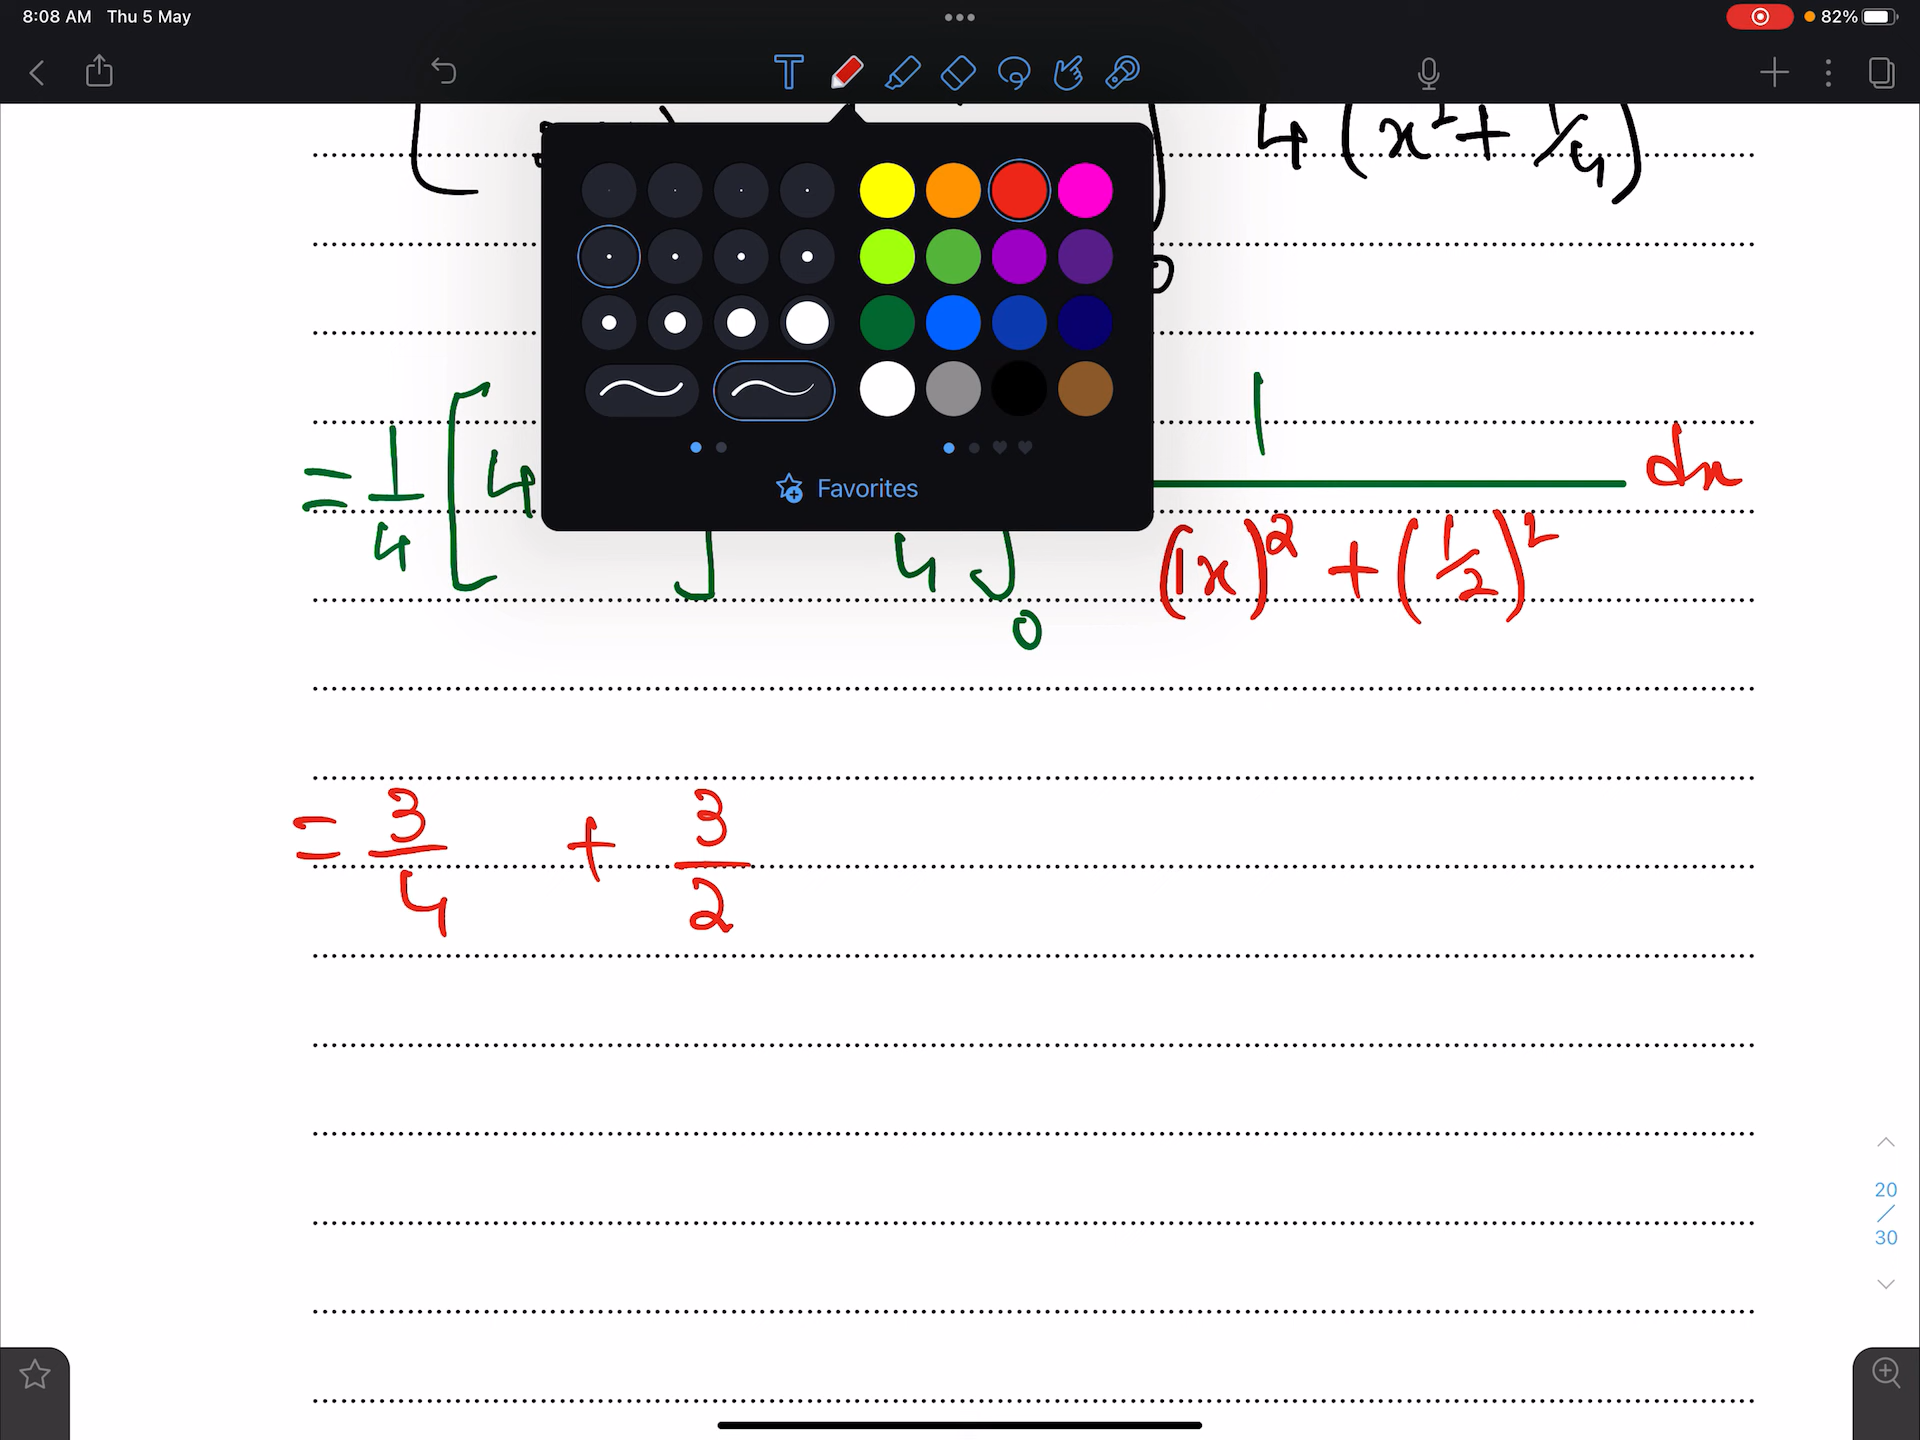 8:08 AM Thu 5 May
82%
T
4 (x² + 1/4)
0
Favorites
= 1/4 [ 4 ] 4 ∫ 0 1 / (1x)² + (1/2)² dx
= 3/4 + 3/2
20
/
30